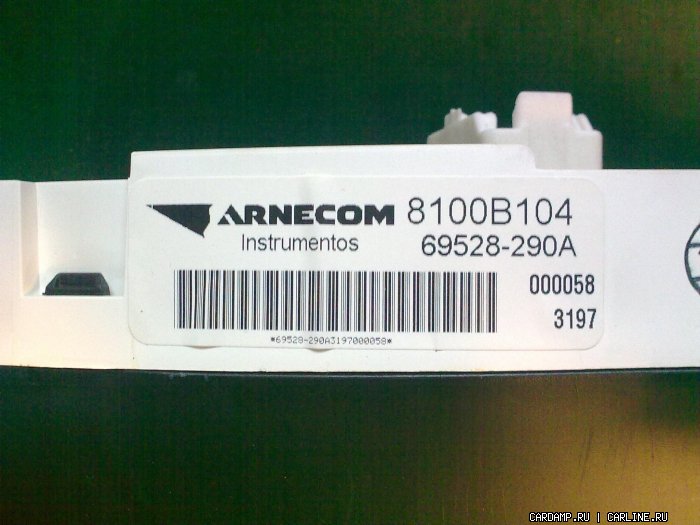 ARNECOM 8100B104
Instrumentos 69528-290A
000058
3197
*69528-290A3197000058*
CARDAMP.RU | CARLINE.RU